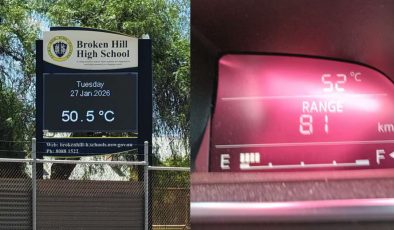 Broken Hill
High School
Tuesday
27 Jan 2026
50.5 °C
Web: brokenhill-h.schools.nsw.gov.au
Ph: 8088 1522
52 °C
RANGE
81 km
E F